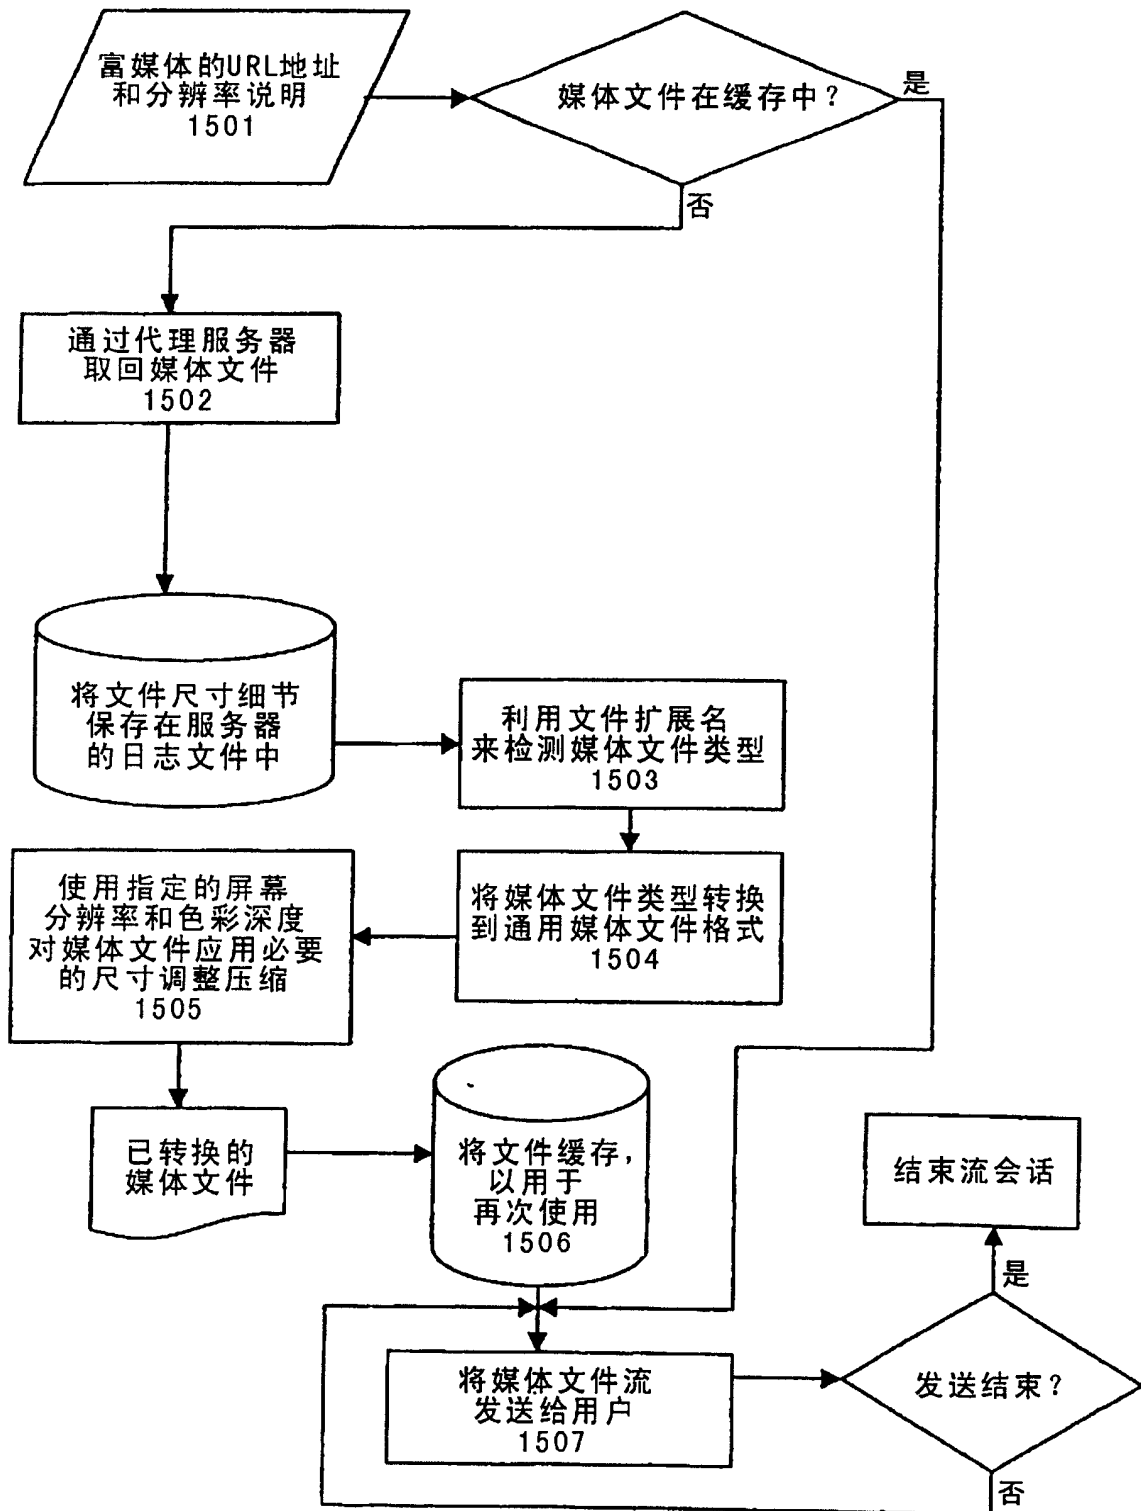 富媒体的URL地址
和分辨率说明
1501
媒体文件在缓存中？
是
否
通过代理服务器
取回媒体文件
1502
将文件尺寸细节
保存在服务器
的日志文件中
利用文件扩展名
来检测媒体文件类型
1503
将媒体文件类型转换
到通用媒体文件格式
1504
使用指定的屏幕
分辨率和色彩深度
对媒体文件应用必要
的尺寸调整压缩
1505
已转换的
媒体文件
将文件缓存，
以用于
再次使用
1506
将媒体文件流
发送给用户
1507
发送结束？
是
结束流会话
否